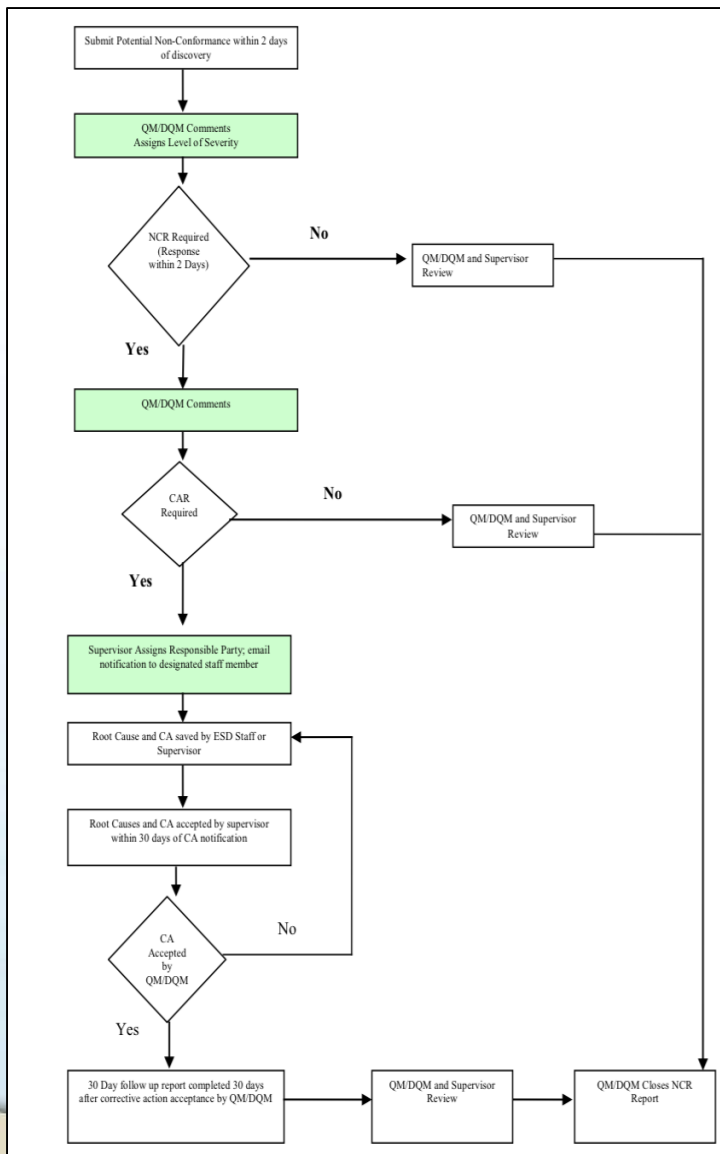 Submit Potential Non-Conformance within 2 days
of discovery
QM/DQM Comments
Assigns Level of Severity
NCR Required
(Response
within 2 Days)
No
QM/DQM and Supervisor
Review
Yes
QM/DQM Comments
CAR
Required
No
QM/DQM and Supervisor
Review
Yes
Supervisor Assigns Responsible Party; email
notification to designated staff member
Root Cause and CA saved by ESD Staff or
Supervisor
Root Causes and CA accepted by supervisor
within 30 days of CA notification
CA
Accepted
by
QM/DQM
No
Yes
30 Day follow up report completed 30 days
after corrective action acceptance by QM/DQM
QM/DQM and Supervisor
Review
QM/DQM Closes NCR
Report